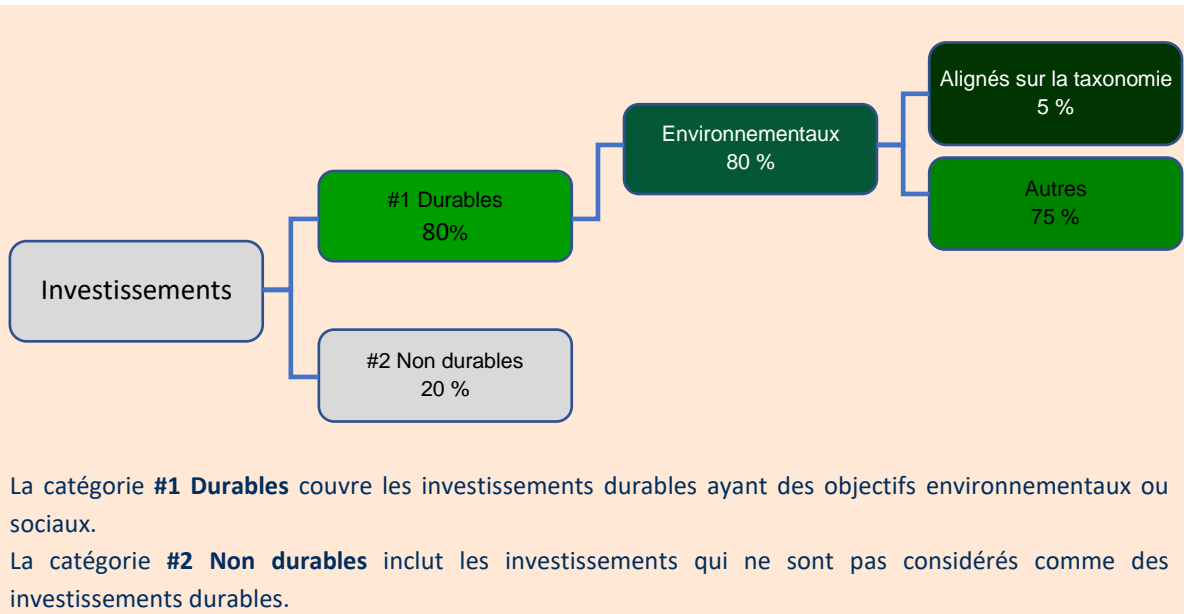 Investissements
#1 Durables
80%
#2 Non durables
20 %
Environnementaux
80 %
Alignés sur la taxonomie
5 %
Autres
75 %
La catégorie #1 Durables couvre les investissements durables ayant des objectifs environnementaux ou
sociaux.
La catégorie #2 Non durables inclut les investissements qui ne sont pas considérés comme des
investissements durables.